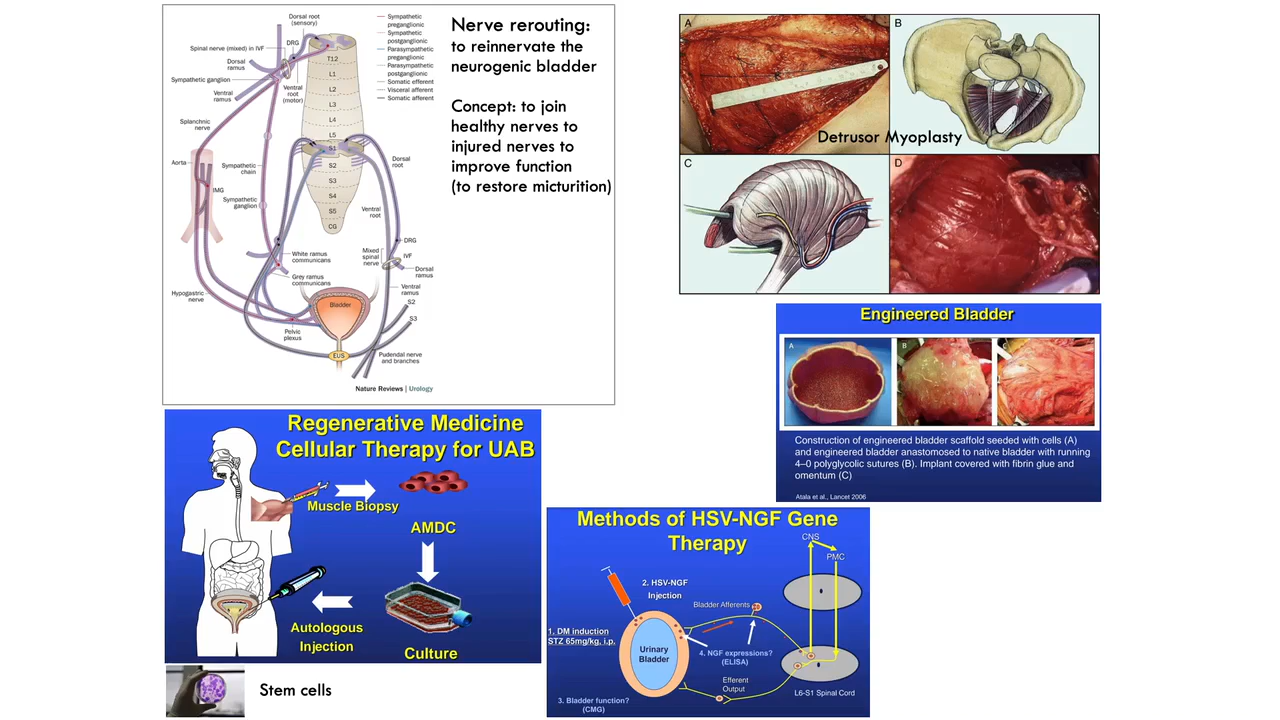 Dorsal root
(sensory)
DRG
Spinal nerve (mixed) in IVF
Dorsal
ramus
Sympathetic ganglion
Ventral
ramus
Ventral
root
(motor)
T12
L1
L2
L3
L4
L5
S1
S2
S3
S4
S5
CG
Splanchnic
nerve
Aorta
Sympathetic
chain
IMG
Sympathetic
ganglion
Dorsal
root
Ventral
root
White ramus
communicans
Grey ramus
communicans
Mixed
spinal
nerve
DRG
IVF
Dorsal
ramus
Ventral
ramus
S2
S3
Hypogastric
nerve
Bladder
Pelvic
plexus
EUS
Pudendal nerve
and branches
Nature Reviews | Urology
Sympathetic
preganglionic
Sympathetic
postganglionic
Parasympathetic
preganglionic
Parasympathetic
postganglionic
Somatic efferent
Visceral afferent
Somatic afferent
Nerve rerouting:
to reinnervate the
neurogenic bladder
Concept: to join
healthy nerves to
injured nerves to
improve function
(to restore micturition)
A
B
Detrusor Myoplasty
C
D
Engineered Bladder
A
B
C
Construction of engineered bladder scaffold seeded with cells (A)
and engineered bladder anastomosed to native bladder with running
4–0 polyglycolic sutures (B). Implant covered with fibrin glue and
omentum (C)
Atala et al., Lancet 2006
Regenerative Medicine
Cellular Therapy for UAB
Muscle Biopsy
AMDC
Autologous
Injection
Culture
Stem cells
Methods of HSV-NGF Gene
Therapy
CNS
PMC
2. HSV-NGF
Injection
Bladder Afferents
1. DM induction
STZ 65mg/kg, i.p.
Urinary
Bladder
4. NGF expressions?
(ELISA)
Efferent
Output
3. Bladder function?
(CMG)
L6-S1 Spinal Cord